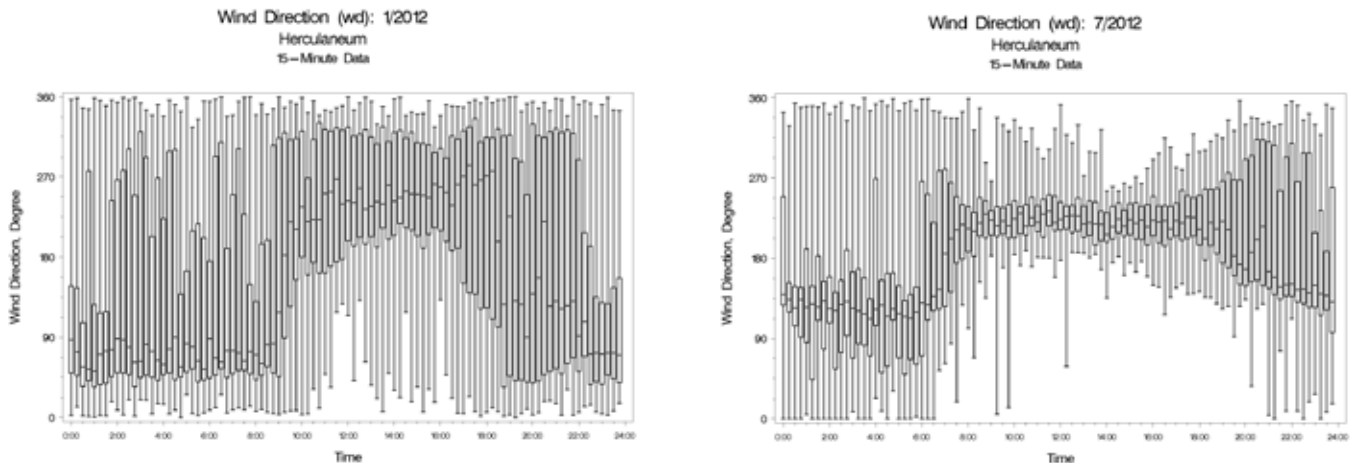 Wind Direction (wd): 1/2012
Herculaneum
15-Minute Data
Wind Direction, Degree
360
270
180
90
0
0:00 2:00 4:00 6:00 8:00 10:00 12:00 14:00 16:00 18:00 20:00 22:00 24:00
Time
Wind Direction (wd): 7/2012
Herculaneum
15-Minute Data
Wind Direction, Degree
360
270
180
90
0
0:00 2:00 4:00 6:00 8:00 10:00 12:00 14:00 16:00 18:00 20:00 22:00 24:00
Time